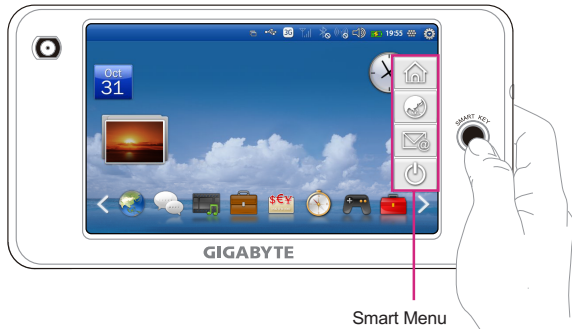 3G 19:55
Oct
31
SMART KEY
$€¥
GIGABYTE
Smart Menu